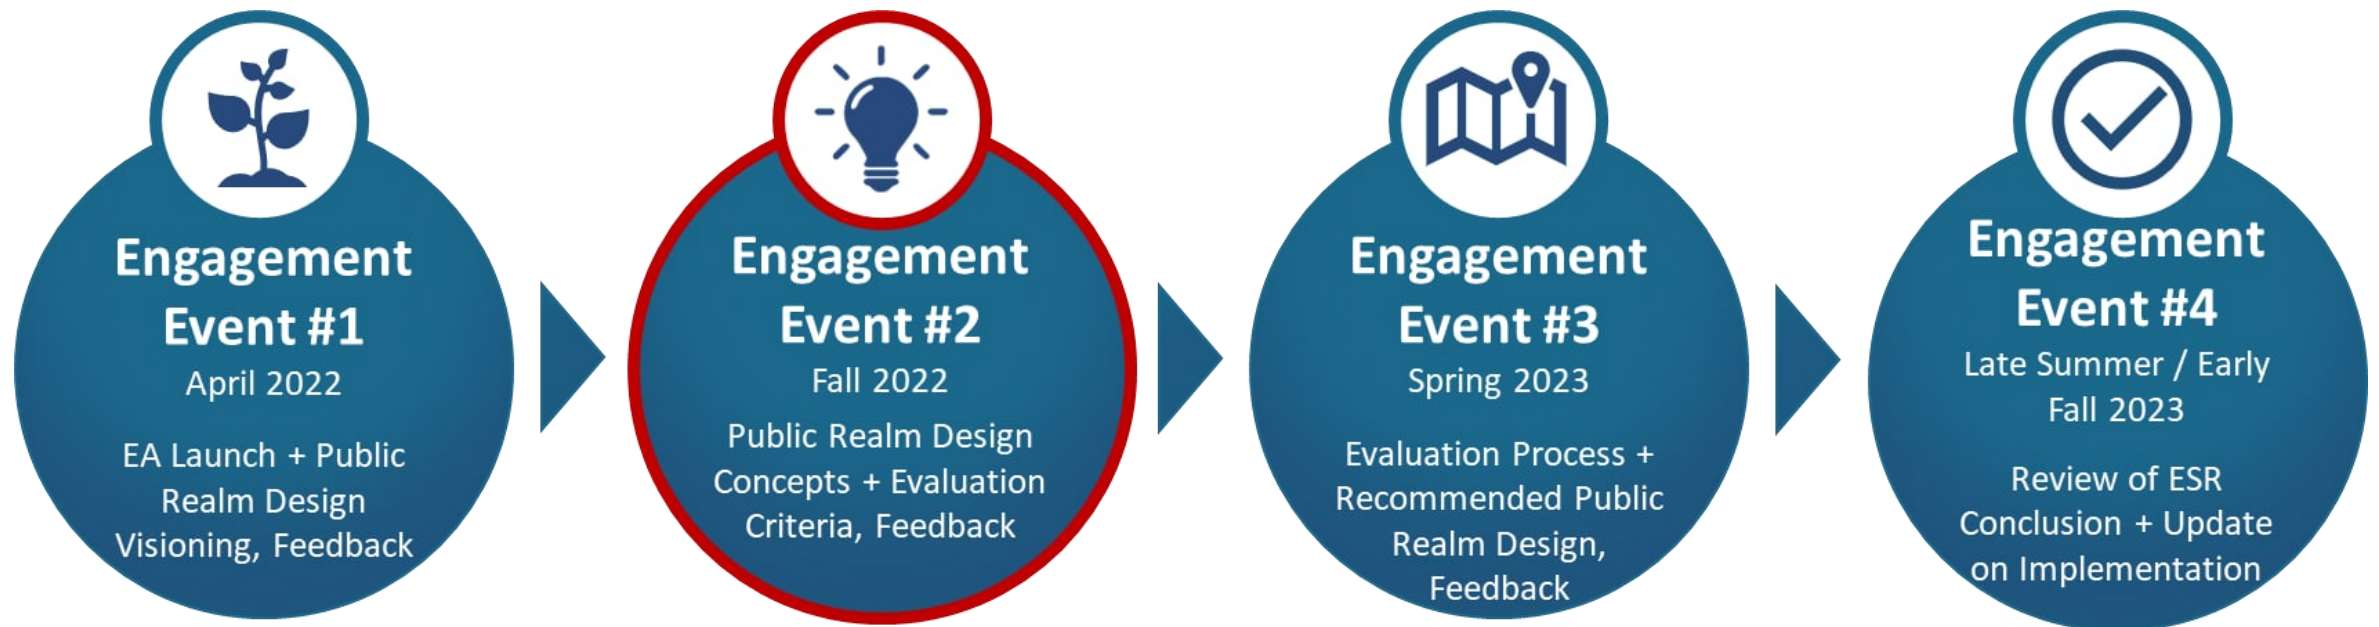 Engagement
Event #1
April 2022
EA Launch + Public
Realm Design
Visioning, Feedback
Engagement
Event #2
Fall 2022
Public Realm Design
Concepts + Evaluation
Criteria, Feedback
Engagement
Event #3
Spring 2023
Evaluation Process +
Recommended Public
Realm Design,
Feedback
Engagement
Event #4
Late Summer / Early
Fall 2023
Review of ESR
Conclusion + Update
on Implementation